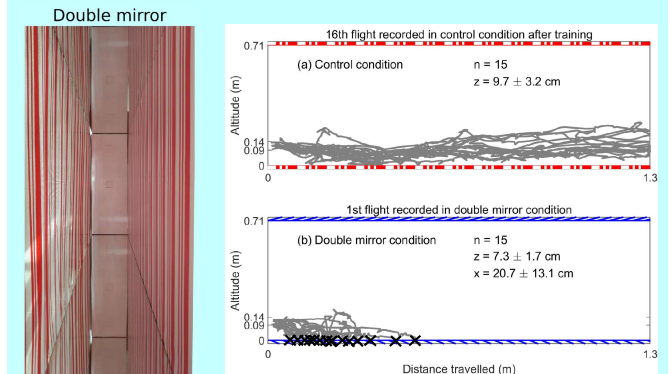 Double mirror
16th flight recorded in control condition after training
0.71
(a) Control condition
n = 15
z = 9.7 ± 3.2 cm
Altitude (m)
0.14
0.09
0
0
1.3
1st flight recorded in double mirror condition
0.71
(b) Double mirror condition
n = 15
z = 7.3 ± 1.7 cm
x = 20.7 ± 13.1 cm
Altitude (m)
0.14
0.09
0
0
1.3
Distance travelled (m)